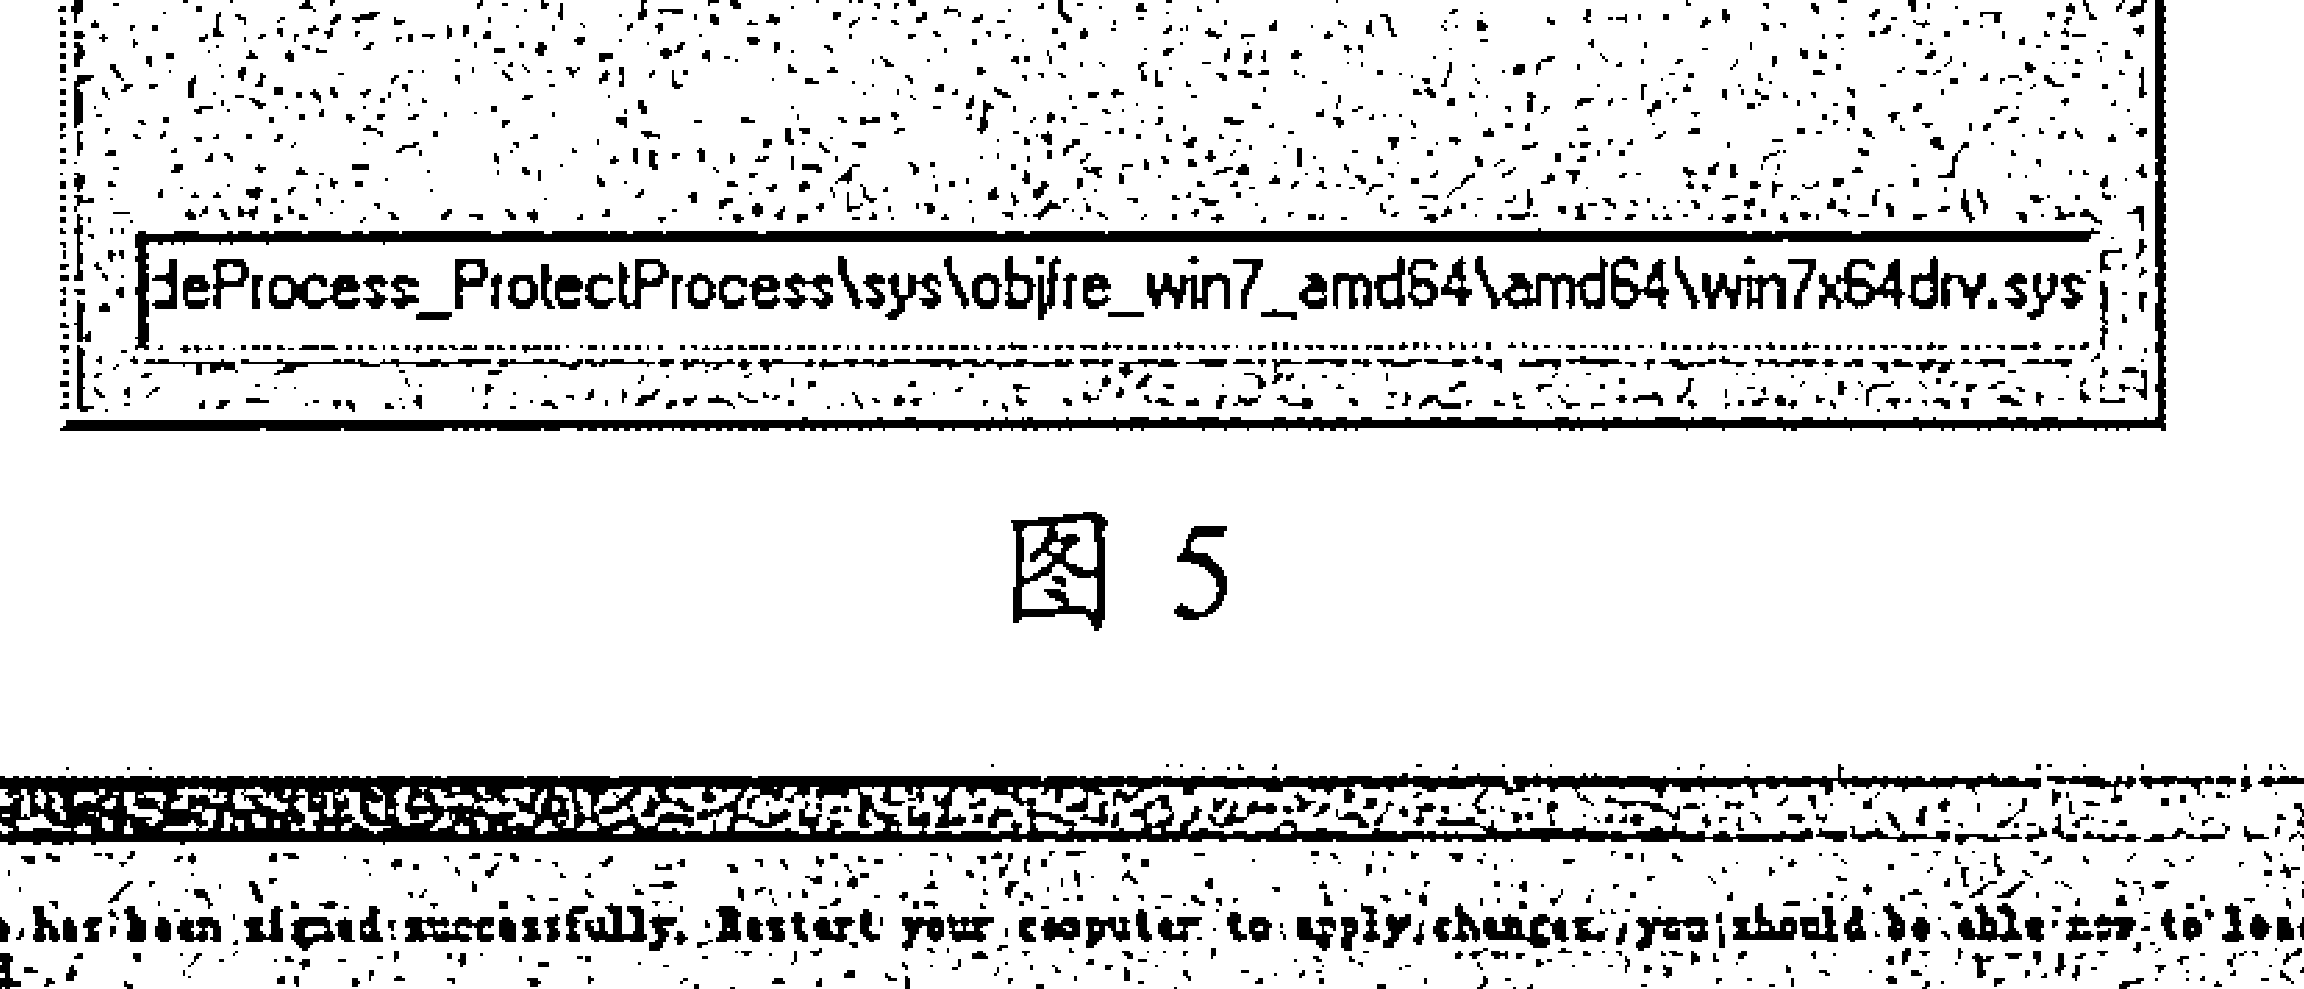 deProcess_ProtectProcess\sys\objfre_win7_amd64\amd64\win7x64drv.sys
图 5
has been signed successfully. Restart your computer to apply changes, you should be able now to